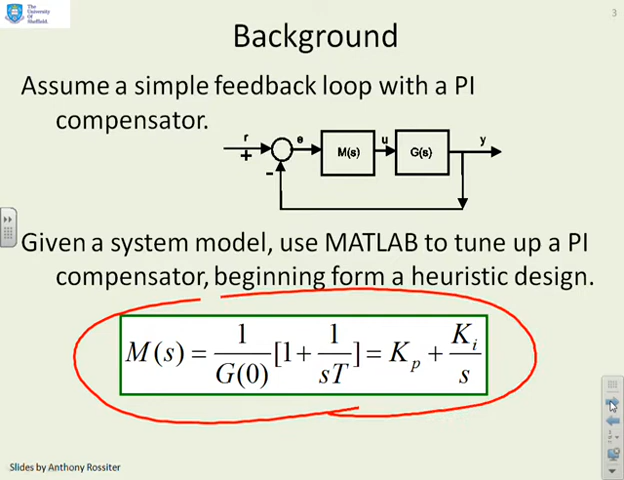 The
University
Of
Sheffield.
3
Background
Assume a simple feedback loop with a PI
compensator.
r
+
-
e
M(s)
u
G(s)
y
Given a system model, use MATLAB to tune up a PI
compensator, beginning form a heuristic design.
M(s) = 1/G(0) [1 + 1/sT] = K_p + K_i/s
Slides by Anthony Rossiter